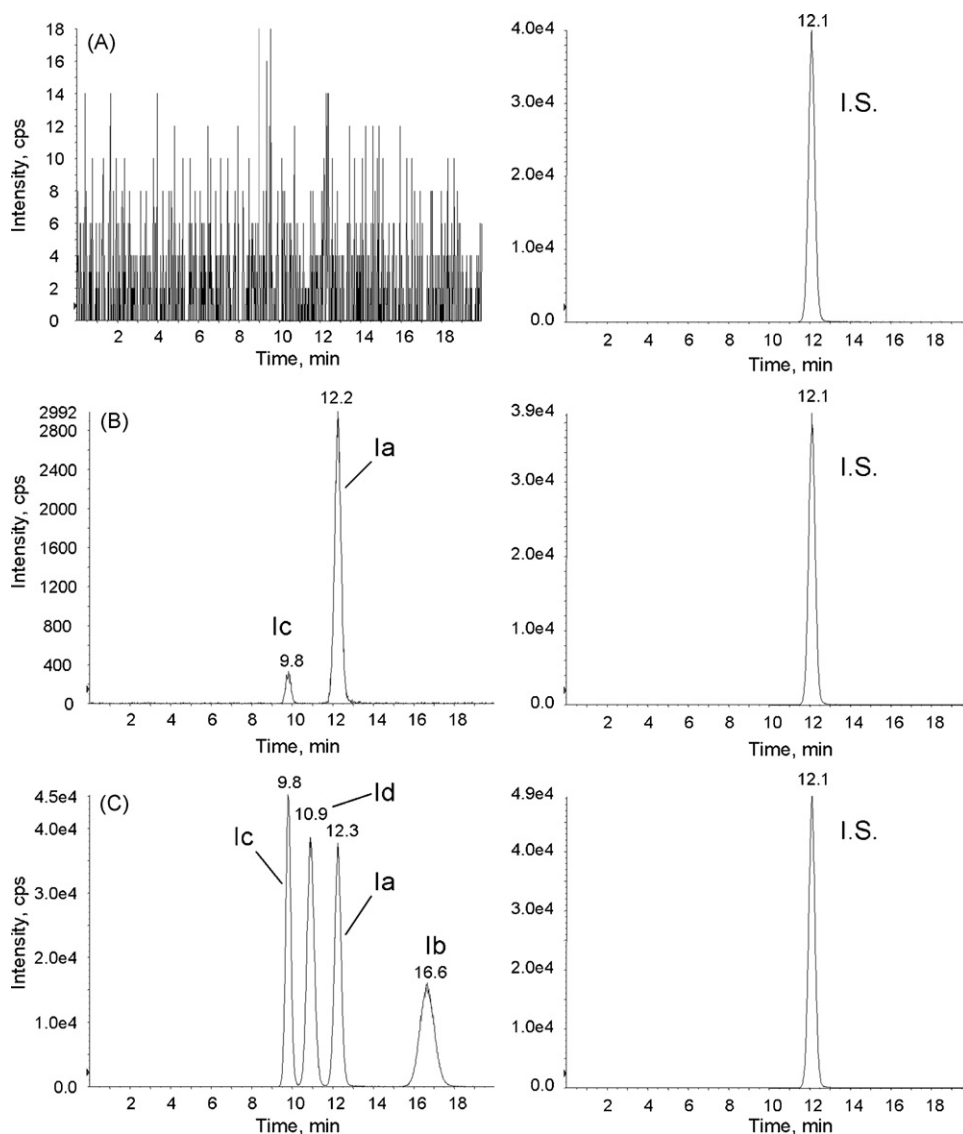 (A)
18
16
14
12
10
8
6
4
2
0
Intensity, cps
2 4 6 8 10 12 14 16 18
Time, min
4.0e4
3.0e4
2.0e4
1.0e4
0.0
12.1
I.S.
2 4 6 8 10 12 14 16 18
Time, min
(B)
2992
2800
2400
2000
1600
1200
800
400
0
Intensity, cps
12.2
Ia
Ic
9.8
2 4 6 8 10 12 14 16 18
Time, min
3.9e4
3.0e4
2.0e4
1.0e4
0.0
12.1
I.S.
2 4 6 8 10 12 14 16 18
Time, min
(C)
4.5e4
4.0e4
3.0e4
2.0e4
1.0e4
0.0
Intensity, cps
9.8
Id
10.9
12.3
Ic
Ia
Ib
16.6
2 4 6 8 10 12 14 16 18
Time, min
4.9e4
4.0e4
3.0e4
2.0e4
1.0e4
0.0
12.1
I.S.
2 4 6 8 10 12 14 16 18
Time, min